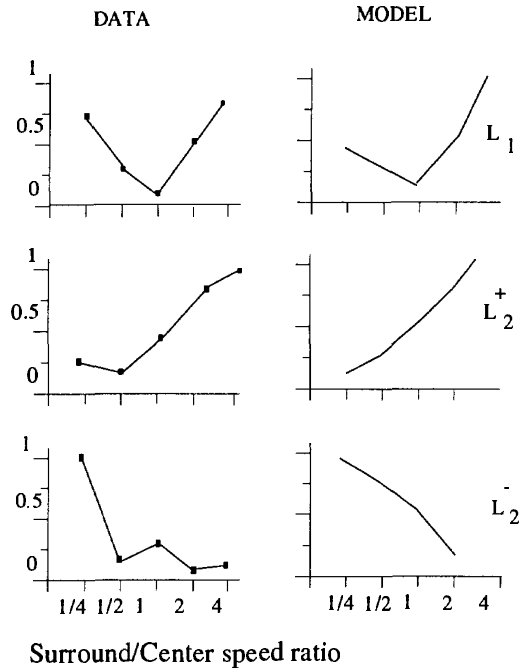 DATA
MODEL
1
0.5
0
L1
1
0.5
0
L2+
1
0.5
0
L2-
1/4 1/2 1 2 4
1/4 1/2 1 2 4
Surround/Center speed ratio